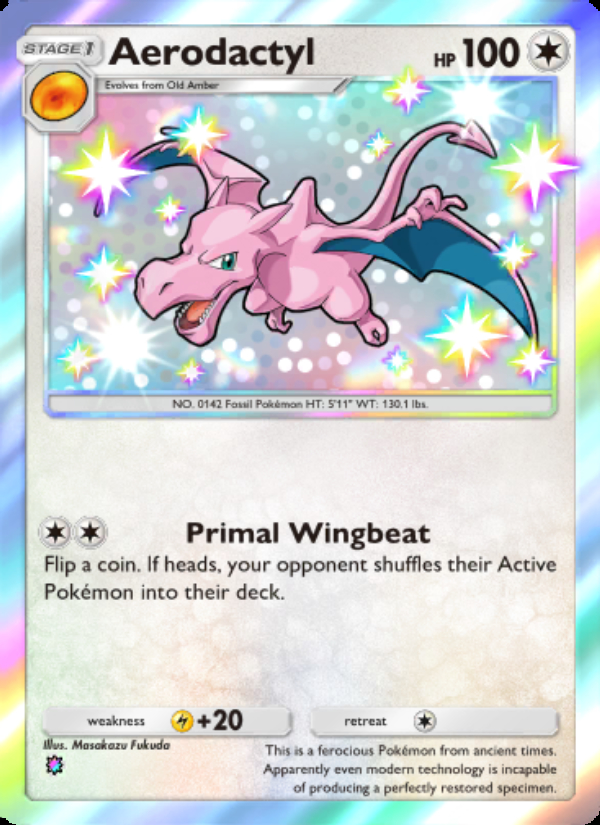 STAGE 1
Aerodactyl
HP 100
Evolves from Old Amber
NO. 0142 Fossil Pokémon HT: 5'11" WT: 130.1 lbs.
Primal Wingbeat
Flip a coin. If heads, your opponent shuffles their Active
Pokémon into their deck.
weakness +20
retreat
Illus. Masakazu Fukuda
This is a ferocious Pokémon from ancient times.
Apparently even modern technology is incapable
of producing a perfectly restored specimen.